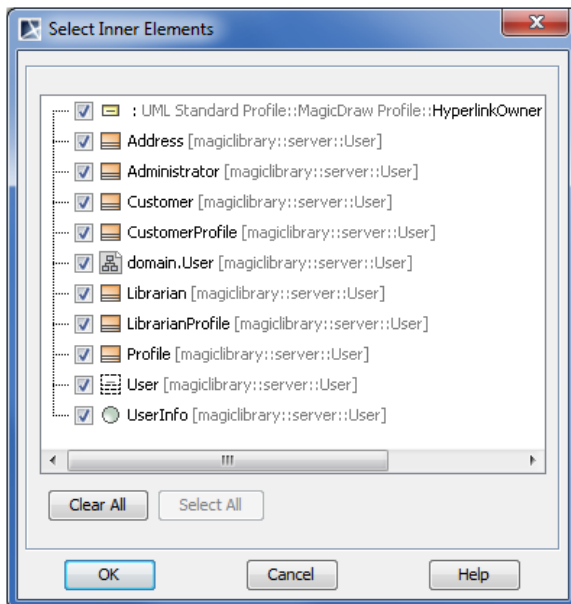 Select Inner Elements
: UML Standard Profile::MagicDraw Profile::HyperlinkOwner
Address [magiclibrary::server::User]
Administrator [magiclibrary::server::User]
Customer [magiclibrary::server::User]
CustomerProfile [magiclibrary::server::User]
domain.User [magiclibrary::server::User]
Librarian [magiclibrary::server::User]
LibrarianProfile [magiclibrary::server::User]
Profile [magiclibrary::server::User]
User [magiclibrary::server::User]
UserInfo [magiclibrary::server::User]
Clear All Select All
OK Cancel Help